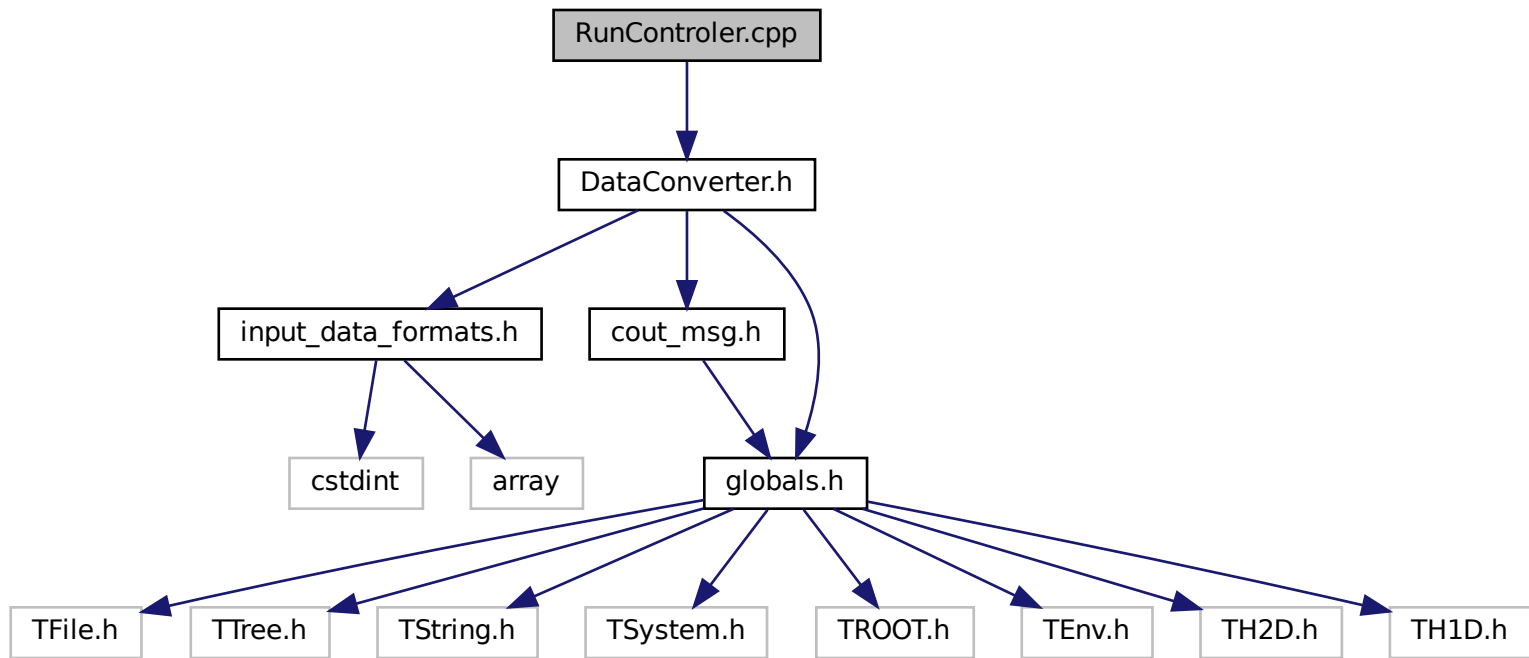 RunControler.cpp
DataConverter.h
input_data_formats.h
cout_msg.h
cstdint
array
globals.h
TFile.h
TTree.h
TString.h
TSystem.h
TROOT.h
TEnv.h
TH2D.h
TH1D.h